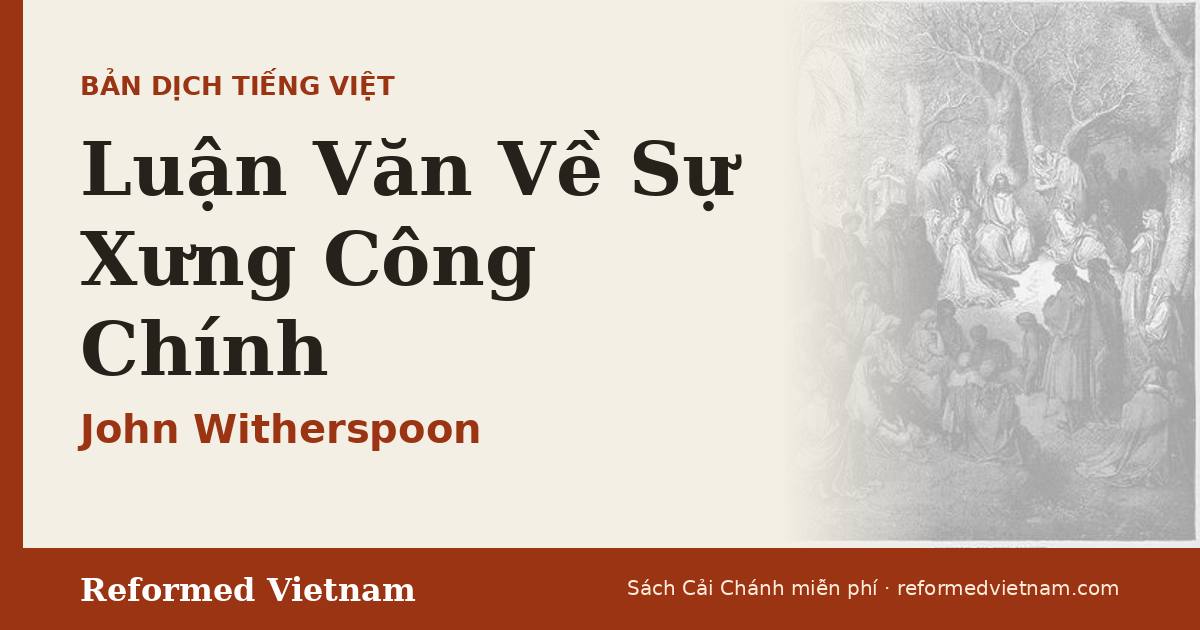 BẢN DỊCH TIẾNG VIỆT
Luận Văn Về Sự
Xưng Công
Chính
John Witherspoon
Reformed Vietnam
Sách Cải Chánh miễn phí · reformedvietnam.com